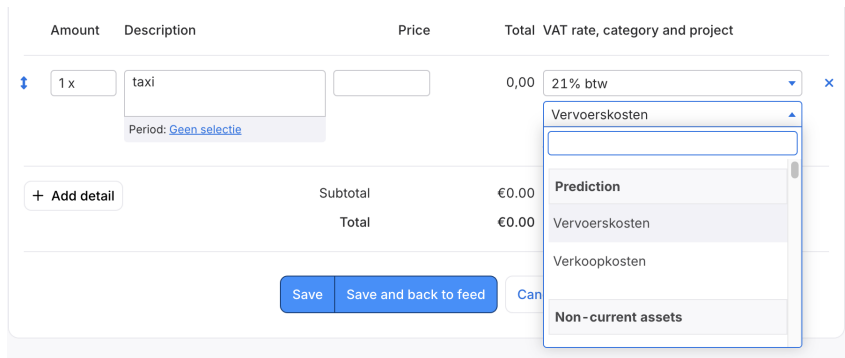 Amount Description Price Total VAT rate, category and project
1 x taxi 0,00 21% btw
Vervoerskosten
Period: Geen selectie
Prediction
+ Add detail Subtotal €0.00
Vervoerskosten
Total €0.00
Verkoopkosten
Save Save and back to feed Can
Non-current assets